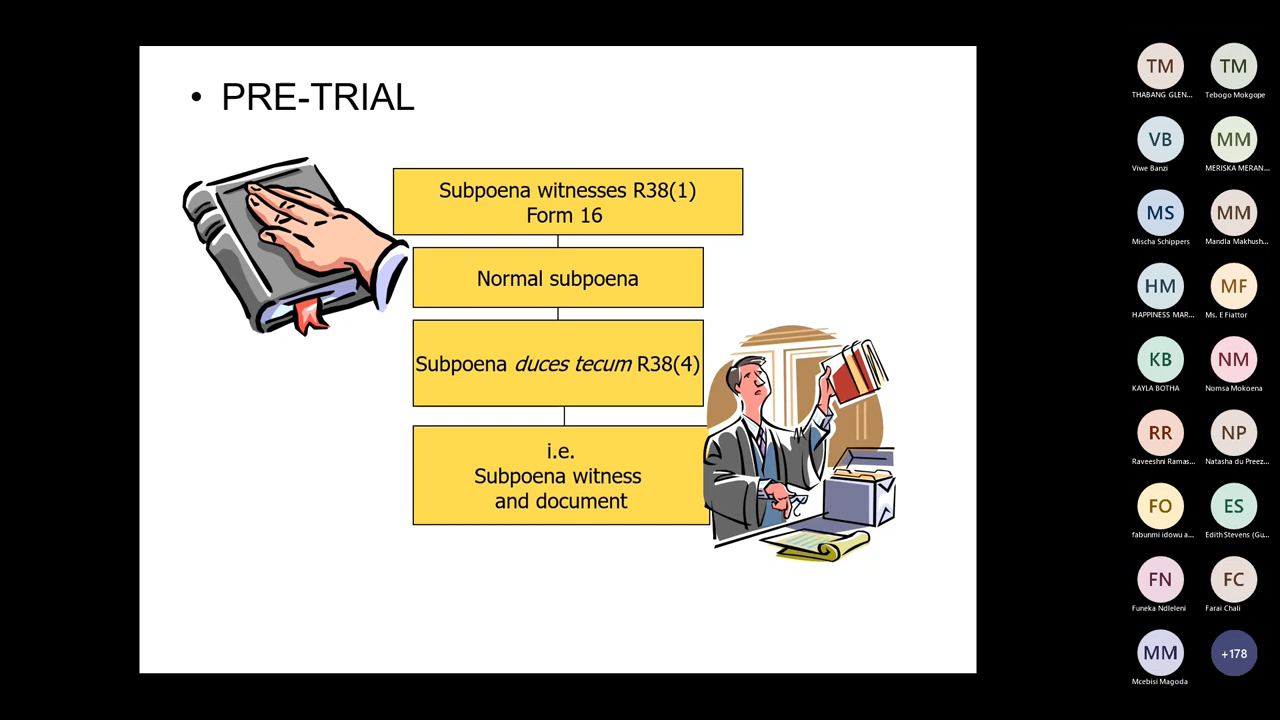 • PRE-TRIAL
Subpoena witnesses R38(1)
Form 16
Normal subpoena
Subpoena duces tecum R38(4)
i.e.
Subpoena witness
and document
TM
THABANG GLEN...
TM
Tebogo Mokgope
VB
Viwe Banzi
MM
MERISKA MERAN...
MS
Mischa Schippers
MM
Mandla Makhush...
HM
HAPPINESS MAR...
MF
Ms. E Fiattor
KB
KAYLA BOTHA
NM
Nomsa Mokoena
RR
Raveeshni Ramas...
NP
Natasha du Preez...
FO
fabunmi idowu a...
ES
Edith Stevens (Gu...
FN
Funeka Ndleleni
FC
Farai Chali
MM
Mcebisi Magoda
+178